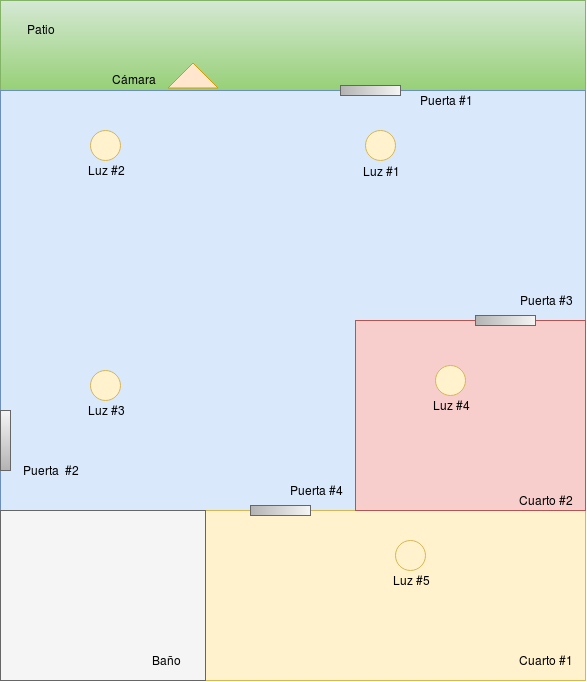 Patio
Cámara
Puerta #1
Luz #2
Luz #1
Puerta #3
Luz #4
Luz #3
Puerta  #2
Puerta #4
Cuarto #2
Luz #5
Baño
Cuarto #1